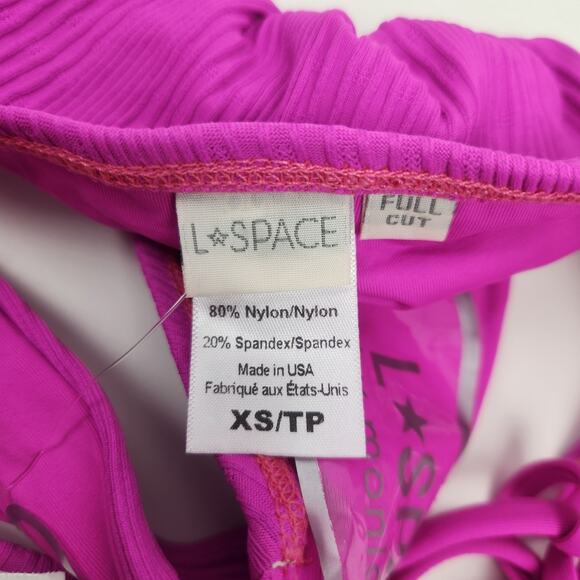 L★SPACE
FULL
CUT
80% Nylon/Nylon
20% Spandex/Spandex
Made in USA
Fabriqué aux États-Unis
XS/TP